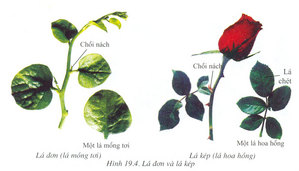 Chồi nách
Một lá mồng tơi
Lá đơn (lá mồng tơi)
Chồi nách
Lá chét
Một lá hoa hồng
Lá kép (lá hoa hồng)
Hình 19.4. Lá đơn và lá kép